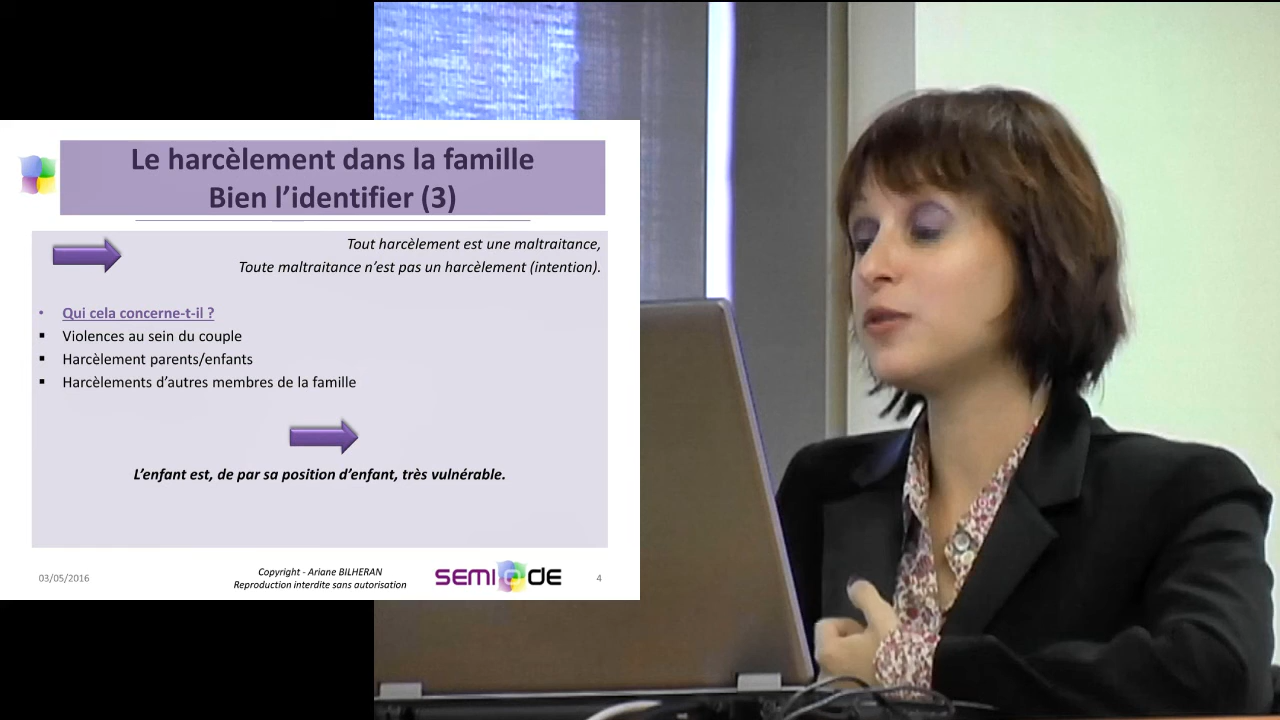 Le harcèlement dans la famille
Bien l’identifier (3)
Tout harcèlement est une maltraitance,
Toute maltraitance n’est pas un harcèlement (intention).
• Qui cela concerne-t-il ?
▪ Violences au sein du couple
▪ Harcèlement parents/enfants
▪ Harcèlements d’autres membres de la famille
L’enfant est, de par sa position d’enfant, très vulnérable.
03/05/2016
Copyright - Ariane BILHERAN
Reproduction interdite sans autorisation
SEMIODE
4